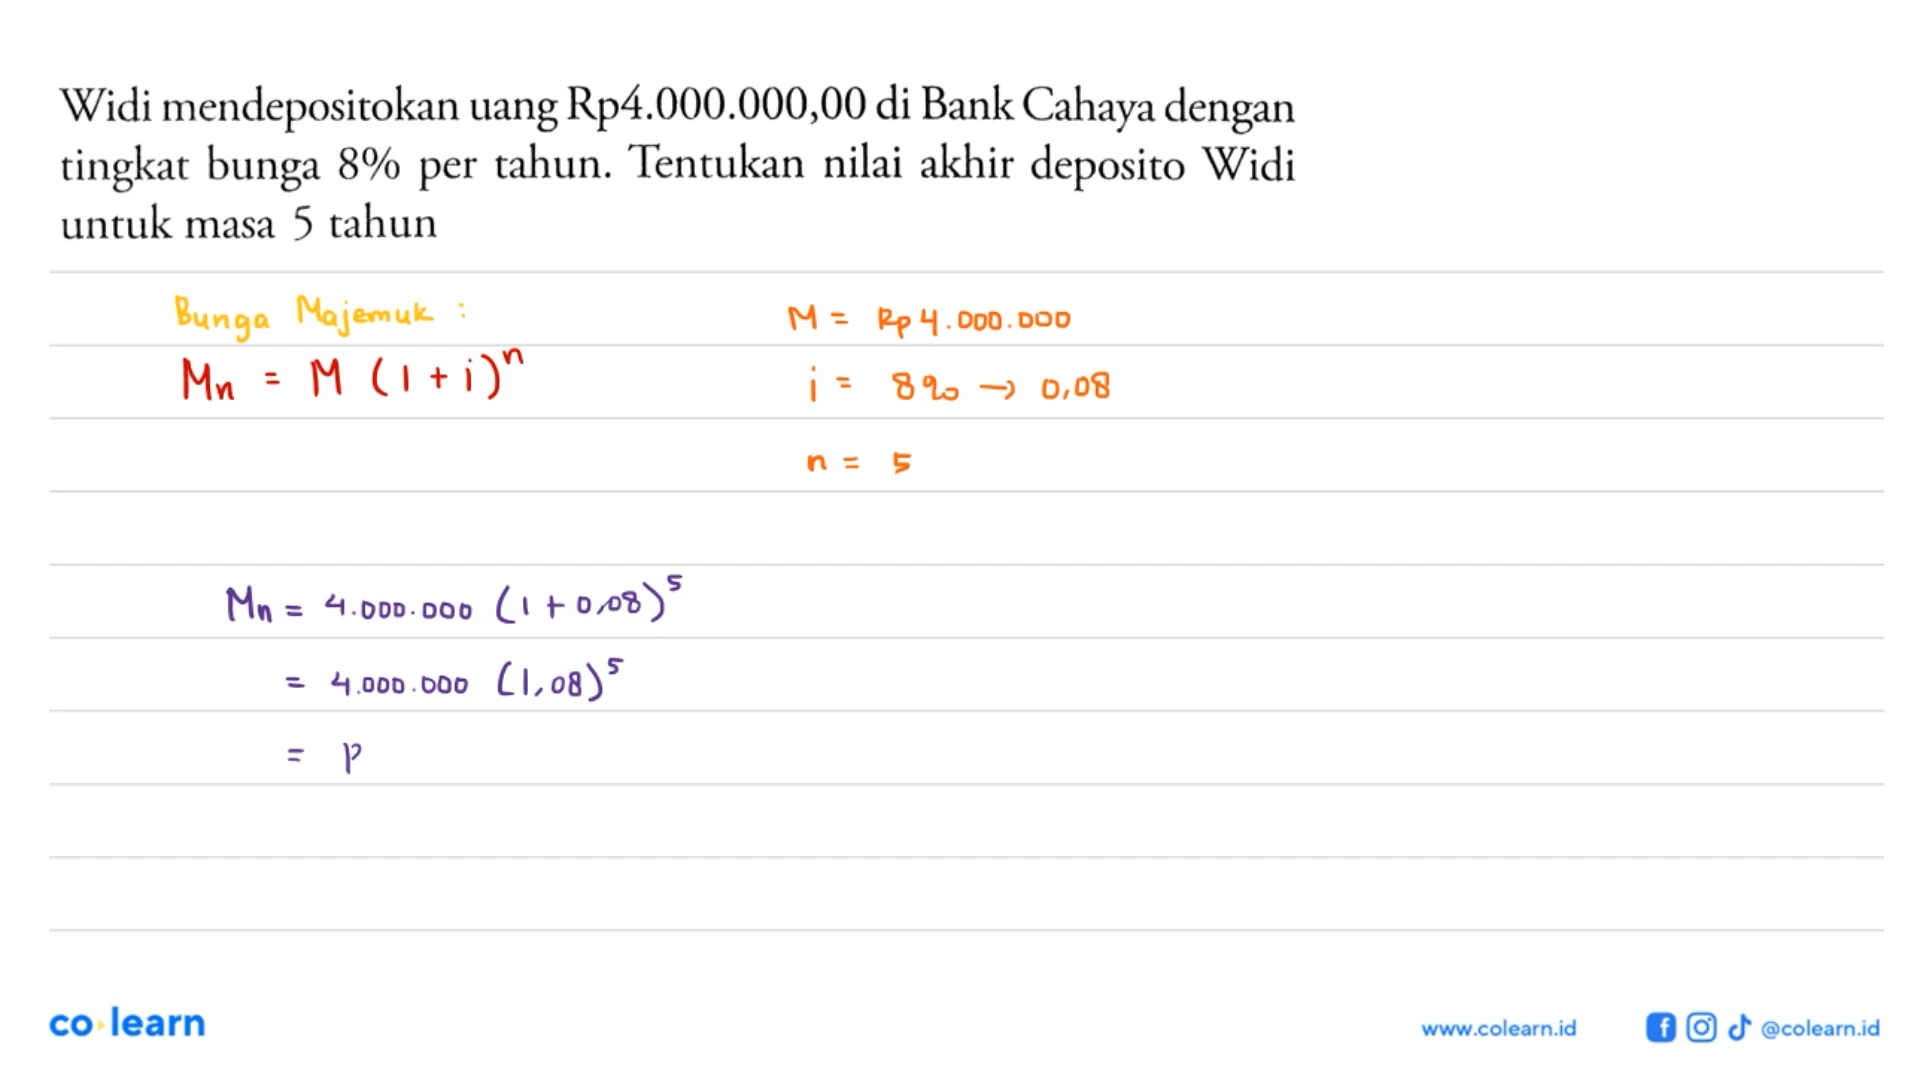 Widi mendepositokan uang Rp4.000.000,00 di Bank Cahaya dengan
tingkat bunga 8% per tahun. Tentukan nilai akhir deposito Widi
untuk masa 5 tahun
Bunga Majemuk :
Mn = M (1 + i)^n
M = Rp 4.000.000
i = 8% → 0,08
n = 5
Mn = 4.000.000 (1 + 0,08)^5
= 4.000.000 (1,08)^5
= p
co learn
www.colearn.id
@colearn.id